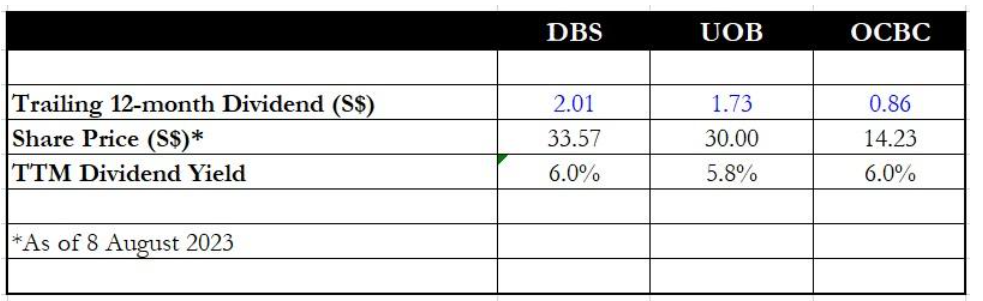 DBS UOB OCBC
Trailing 12-month Dividend (S$) 2.01 1.73 0.86
Share Price (S$)* 33.57 30.00 14.23
TTM Dividend Yield 6.0% 5.8% 6.0%
*As of 8 August 2023